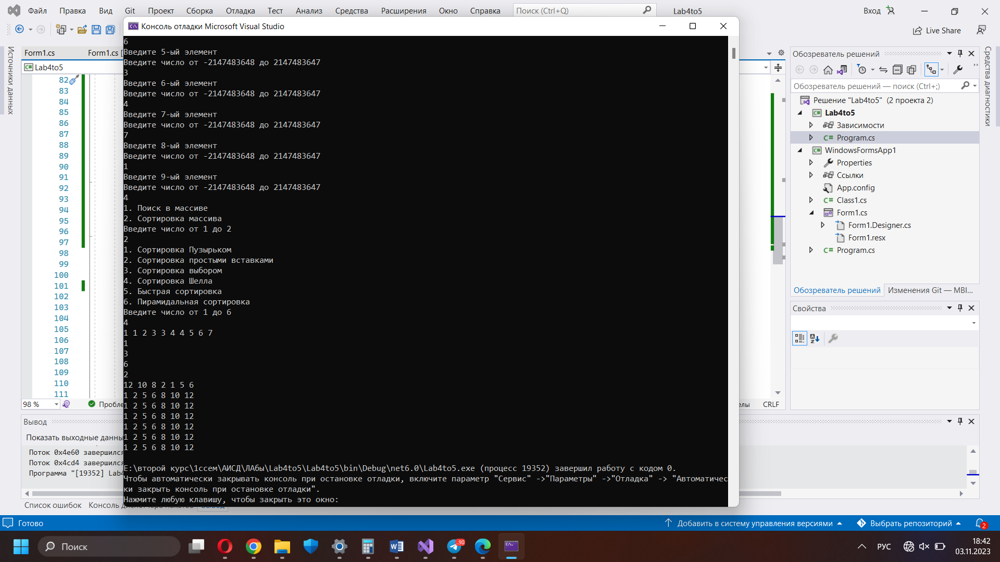 Файл Правка Вид Git Проект Сборка Отладка Тест Анализ Средства Расширения Окно Справка Поиск (Ctrl+Q) Lab4to5 Вход
Live Share
Консоль отладки Microsoft Visual Studio
Источники данных
Form1.cs Form1.cs [
Lab4to5
82
83
84
85
86
87
88
89
90
91
92
93
94
95
96
97
98
99
100
101
102
103
104
105
106
107
108
109
110
111
98 % Пробле
6
Введите 5-ый элемент
Введите число от -2147483648 до 2147483647
3
Введите 6-ый элемент
Введите число от -2147483648 до 2147483647
4
Введите 7-ый элемент
Введите число от -2147483648 до 2147483647
7
Введите 8-ый элемент
Введите число от -2147483648 до 2147483647
1
Введите 9-ый элемент
Введите число от -2147483648 до 2147483647
4
1. Поиск в массиве
2. Сортировка массива
Введите число от 1 до 2
2
1. Сортировка Пузырьком
2. Сортировка простыми вставками
3. Сортировка выбором
4. Сортировка Шелла
5. Быстрая сортировка
6. Пирамидальная сортировка
Введите число от 1 до 6
4
1 1 2 3 3 4 4 5 6 7
1
3
6
2
12 10 8 2 1 5 6
1 2 5 6 8 10 12
1 2 5 6 8 10 12
1 2 5 6 8 10 12
1 2 5 6 8 10 12
1 2 5 6 8 10 12
1 2 5 6 8 10 12
E:\второй курс\1ссем\АИСД\ЛАбы\Lab4to5\Lab4to5\bin\Debug\net6.0\Lab4to5.exe (процесс 19352) завершил работу с кодом 0.
Чтобы автоматически закрывать консоль при остановке отладки, включите параметр "Сервис" ->"Параметры" ->"Отладка" -> "Автоматичес
ки закрыть консоль при остановке отладки".
Нажмите любую клавишу, чтобы закрыть это окно:
елы CRLF
Обозреватель решений
Обозреватель решений — поиск (Ctrl+;)
Решение "Lab4to5" (2 проекта 2)
Lab4to5
Зависимости
C# Program.cs
WindowsFormsApp1
Properties
Ссылки
App.config
C# Class1.cs
Form1.cs
Form1.Designer.cs
Form1.resx
C# Program.cs
Обозреватель решений Изменения Git — MBI...
Свойства
Средства диагностики
Вывод
Показать выходные данны
Поток 0x4e60 завершился
Поток 0x4cd4 завершился
Программа "[19352] Lab4
Список ошибок Консоль диспетчера пакетов Вывод
Готово Добавить в систему управления версиями Выбрать репозиторий 2
Поиск ..90 РУС 18:42
03.11.2023